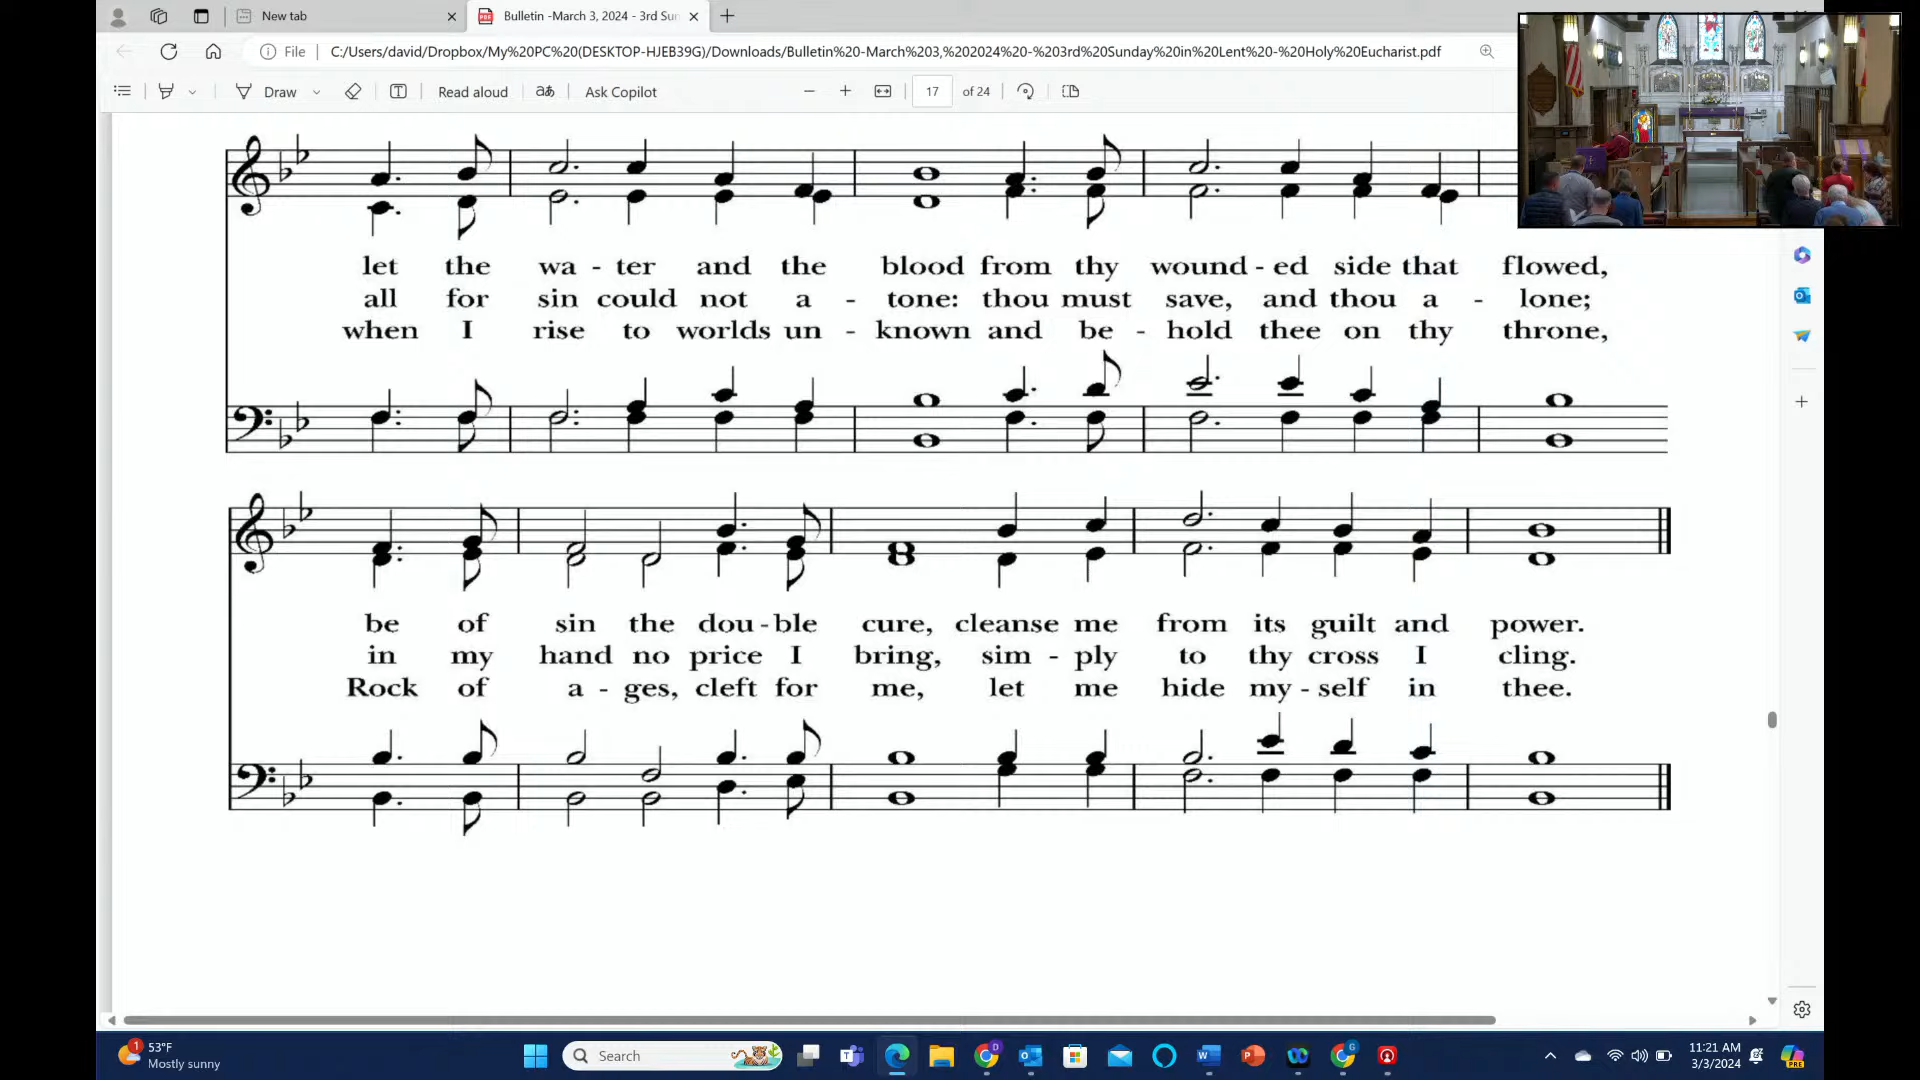 New tab
Bulletin -March 3, 2024 - 3rd Sun
File
C:/Users/david/Dropbox/My%20PC%20(DESKTOP-HJEB39G)/Downloads/Bulletin%20-March%203,%202024%20-%203rd%20Sunday%20in%20Lent%20-%20Holy%20Eucharist.pdf
Draw
Read aloud
Ask Copilot
17
of 24
let the wa - ter and the blood from thy wound - ed side that flowed,
all for sin could not a - tone: thou must save, and thou a - lone;
when I rise to worlds un - known and be - hold thee on thy throne,
be of sin the dou - ble cure, cleanse me from its guilt and power.
in my hand no price I bring, sim - ply to thy cross I cling.
Rock of a - ges, cleft for me, let me hide my - self in thee.
1
53°F
Mostly sunny
Search
11:21 AM
3/3/2024